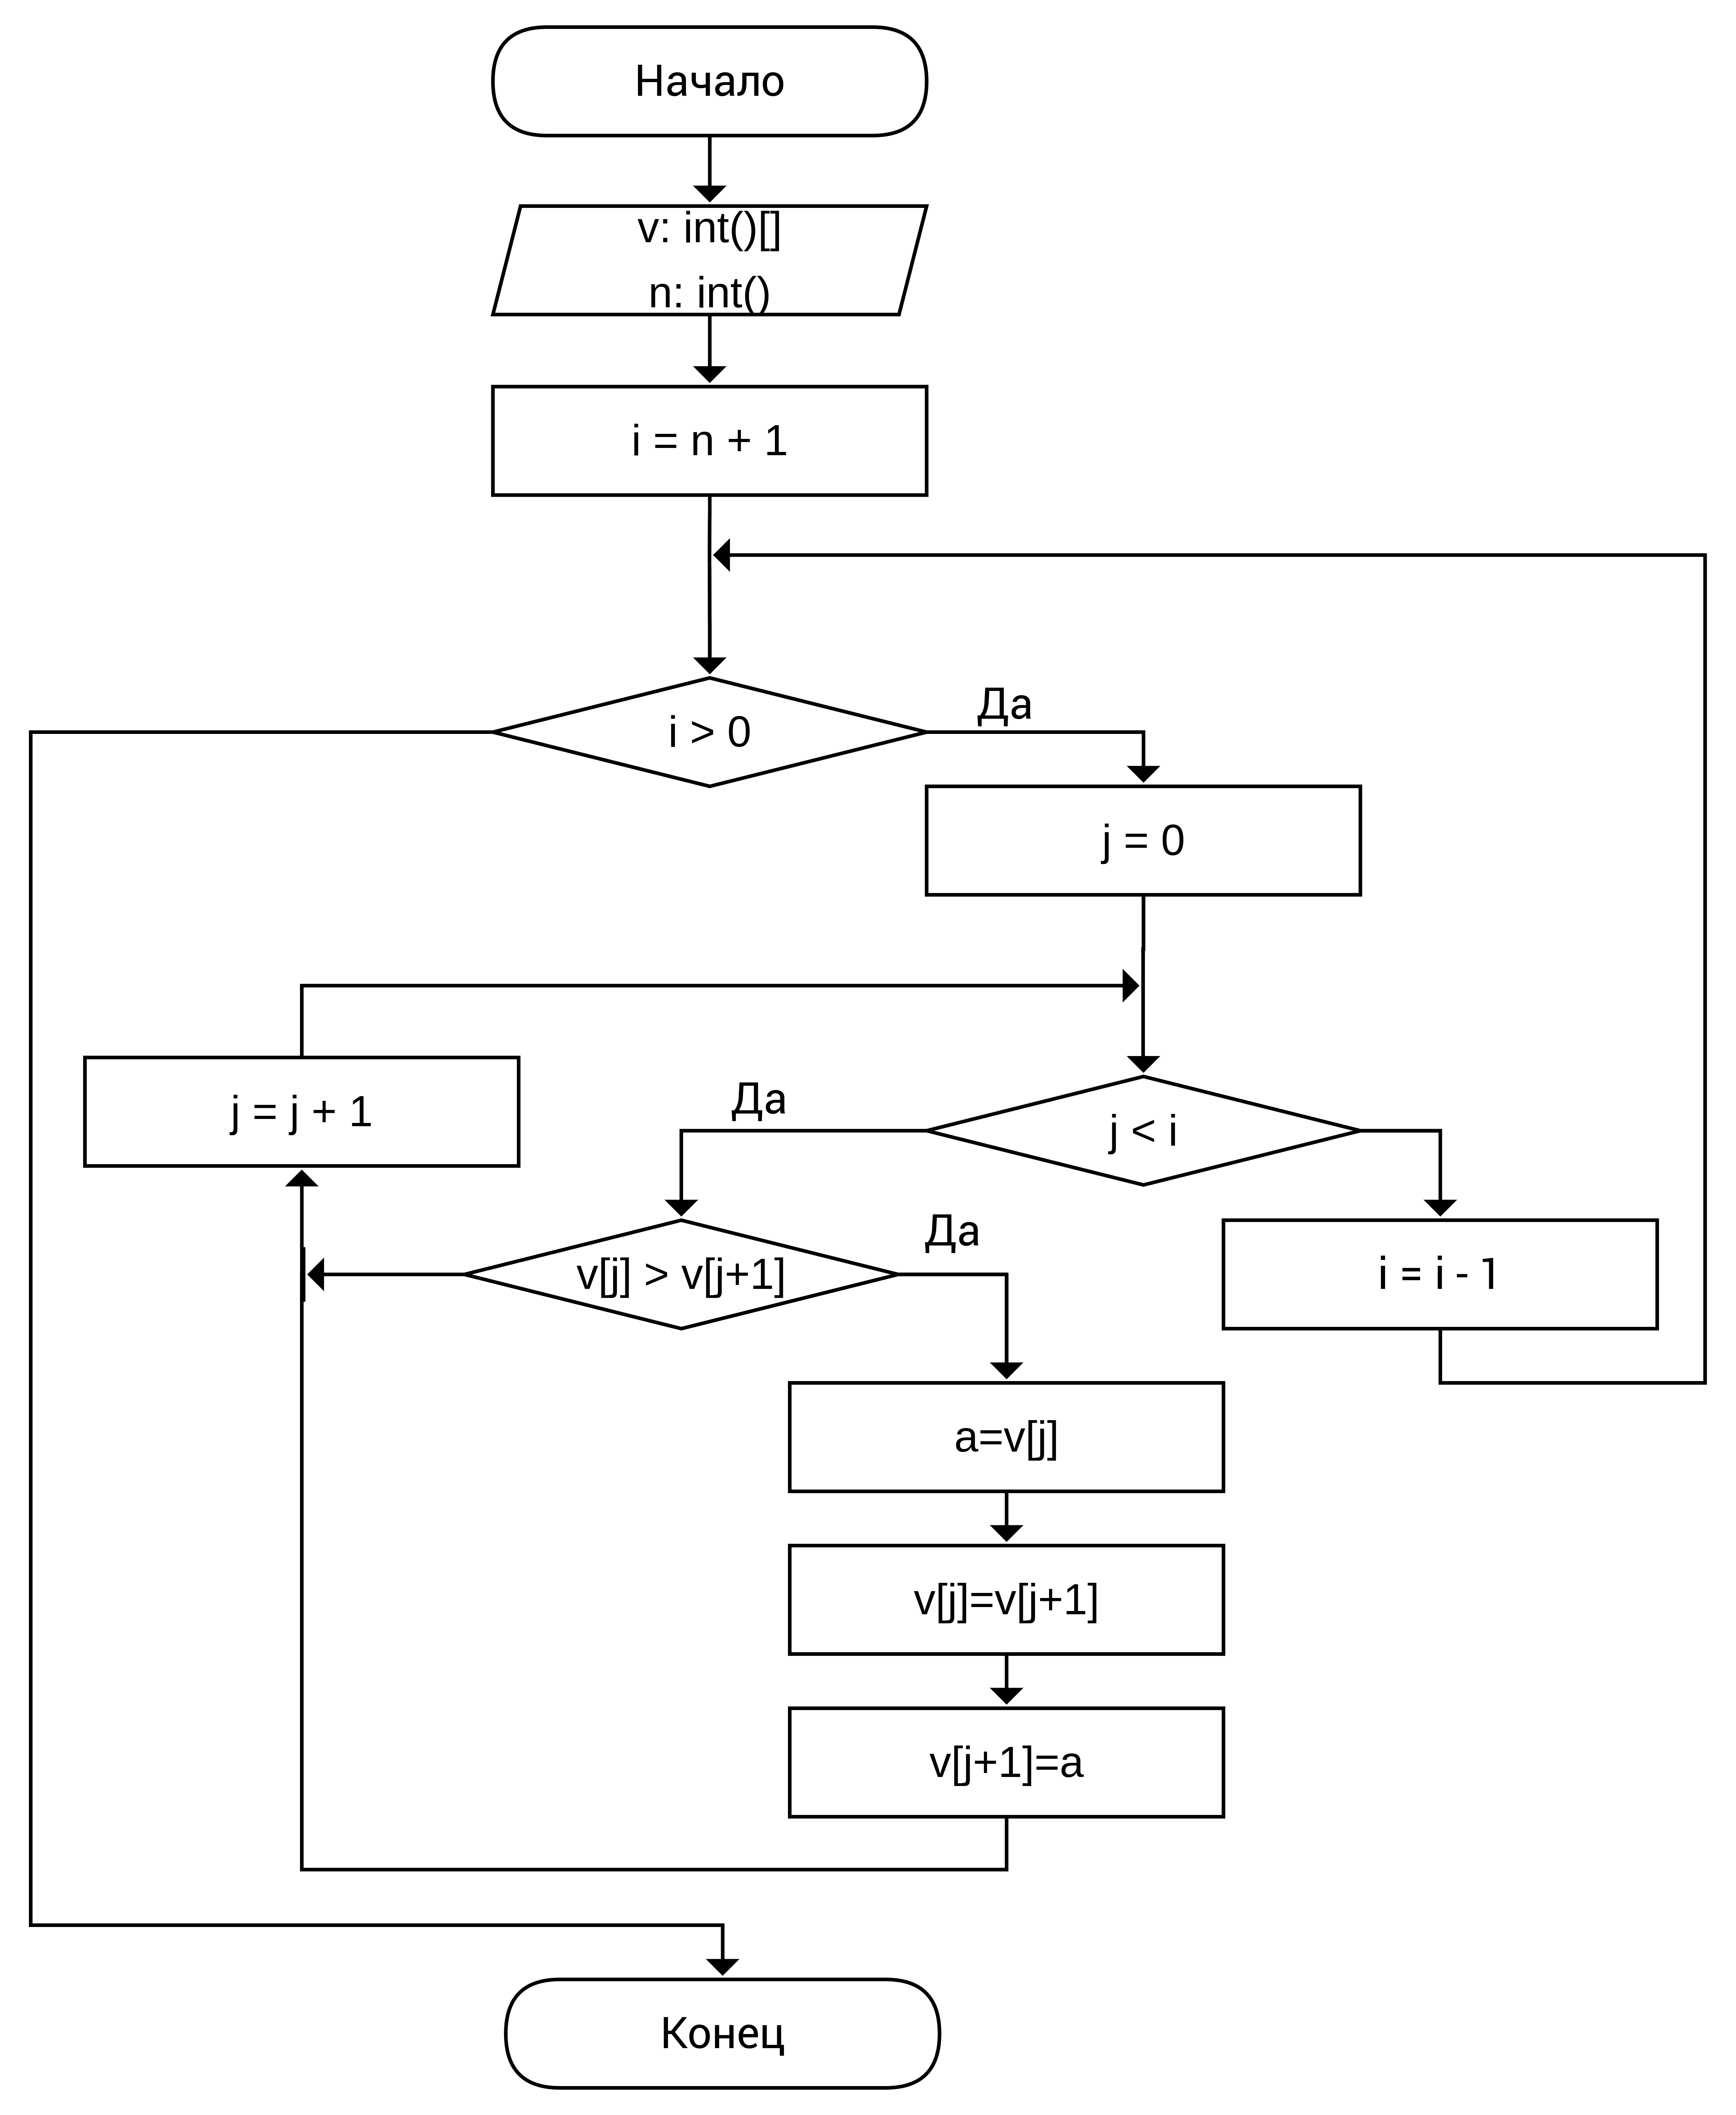 Начало
v: int()[]
n: int()
i = n + 1
i > 0
Да
j = 0
j = j + 1
Да
j < i
v[j] > v[j+1]
Да
i = i - 1
a=v[j]
v[j]=v[j+1]
v[j+1]=a
Конец